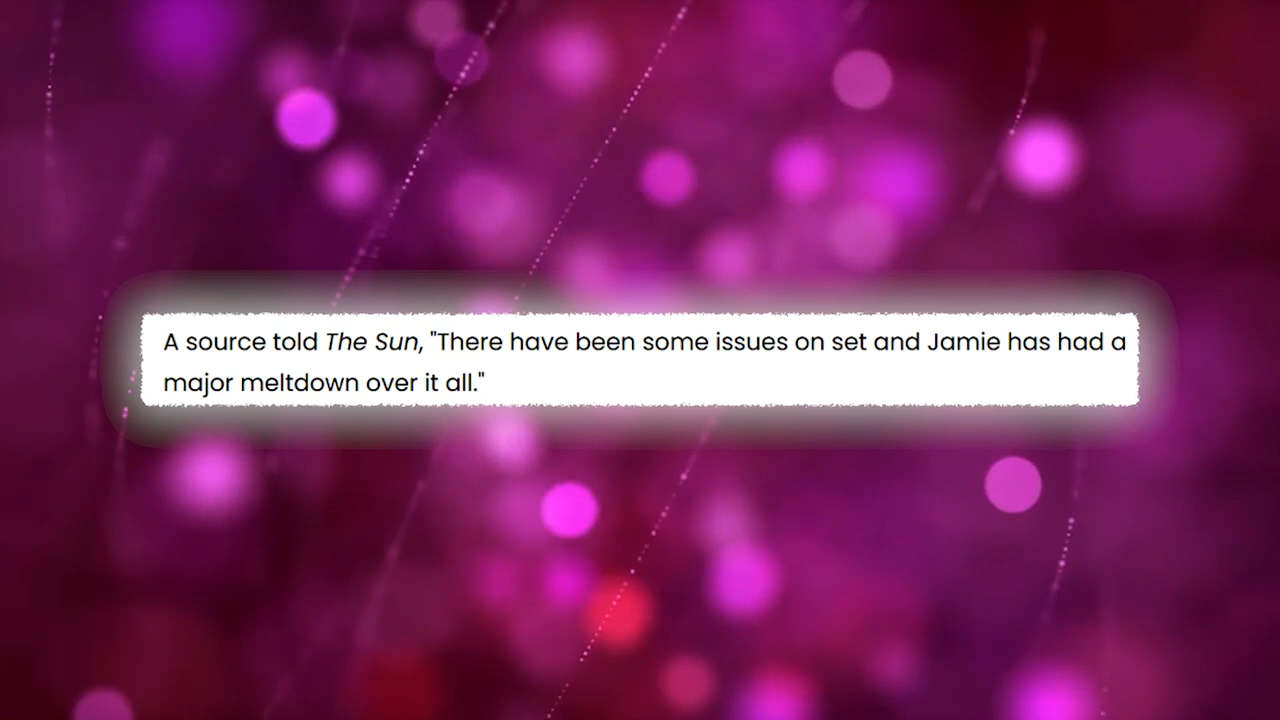 A source told The Sun, "There have been some issues on set and Jamie has had a
major meltdown over it all."